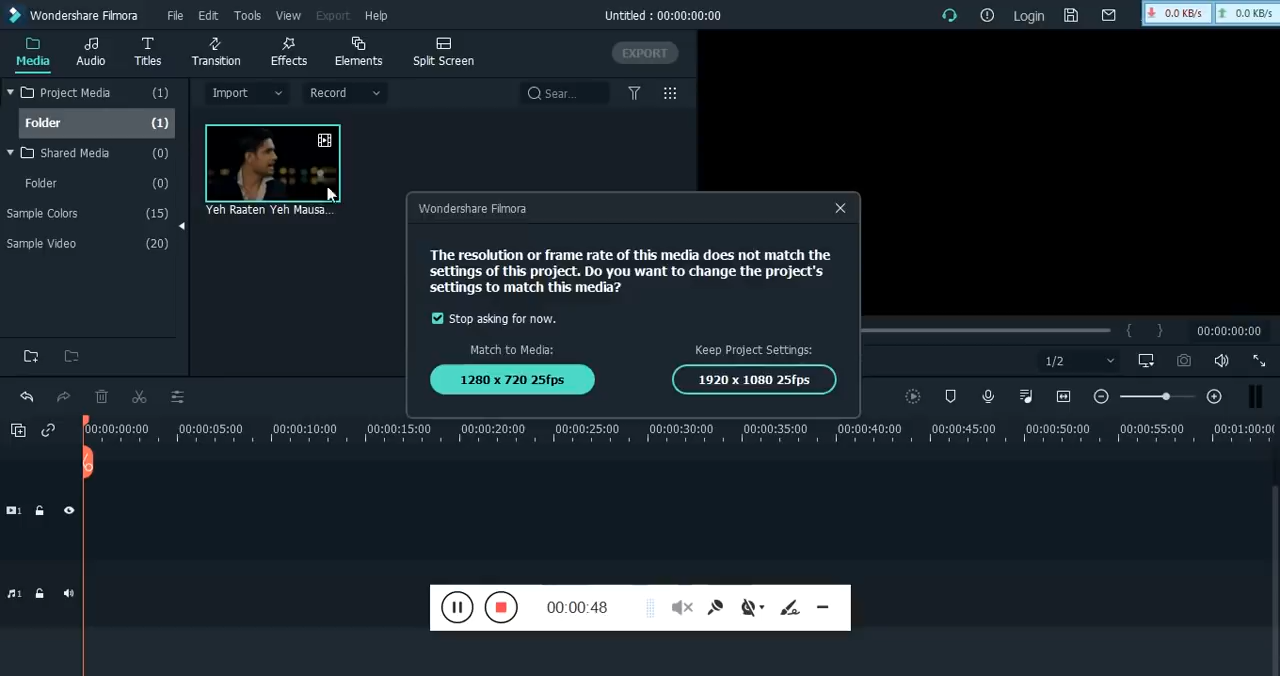 Wondershare Filmora File Edit Tools View Export Help Untitled : 00:00:00:00 Login 0.0 KB/s 0.0 KB/s
Media Audio Titles Transition Effects Elements Split Screen EXPORT
Project Media (1)
Folder (1)
Shared Media (0)
Folder (0)
Sample Colors (15)
Sample Video (20)
Import Record Sear...
Yeh Raaten Yeh Mausa...
Wondershare Filmora
The resolution or frame rate of this media does not match the
settings of this project. Do you want to change the project's
settings to match this media?
Stop asking for now.
Match to Media: Keep Project Settings:
1280 x 720 25fps 1920 x 1080 25fps
{ } 00:00:00:00
1/2
00:00:00:00 00:00:05:00 00:00:10:00 00:00:15:00 00:00:20:00 00:00:25:00 00:00:30:00 00:00:35:00 00:00:40:00 00:00:45:00 00:00:50:00 00:00:55:00 00:01:00:0
1
1
00:00:48